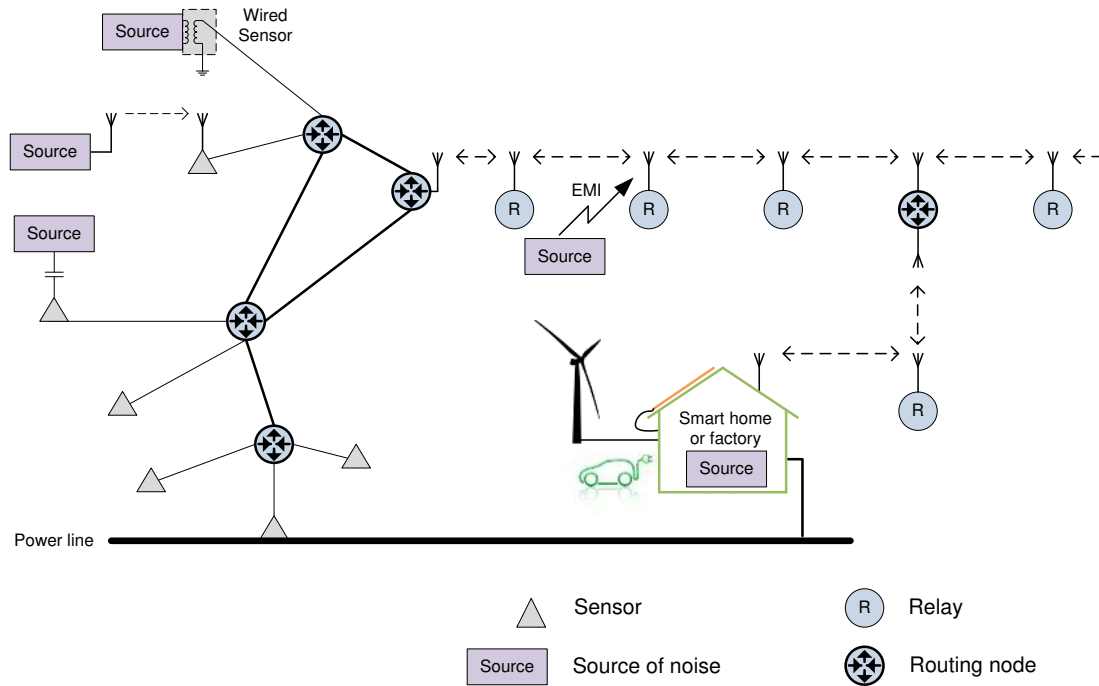 Source
Wired
Sensor
Source
Source
EMI
Source
R
R
R
R
R
Smart home
or factory
Source
Power line
Sensor
R
Relay
Source
Source of noise
Routing node